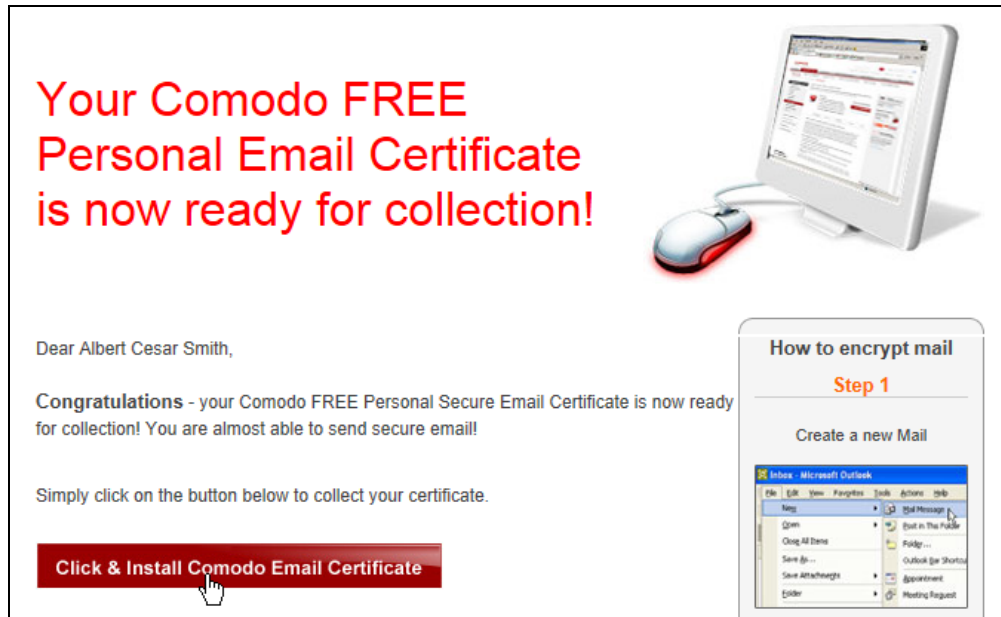 Your Comodo FREE
Personal Email Certificate
is now ready for collection!
Dear Albert Cesar Smith,
Congratulations - your Comodo FREE Personal Secure Email Certificate is now ready
for collection! You are almost able to send secure email!
Simply click on the button below to collect your certificate.
Click & Install Comodo Email Certificate
How to encrypt mail
Step 1
Create a new Mail
Inbox - Microsoft Outlook
File Edit View Favorites Tools Actions Help
New
Mail Message
Open
Post in This Folder
Close All Items
Folder...
Save As...
Outlook Bar Shortcu
Save Attachments
Appointment
Folder
Meeting Request